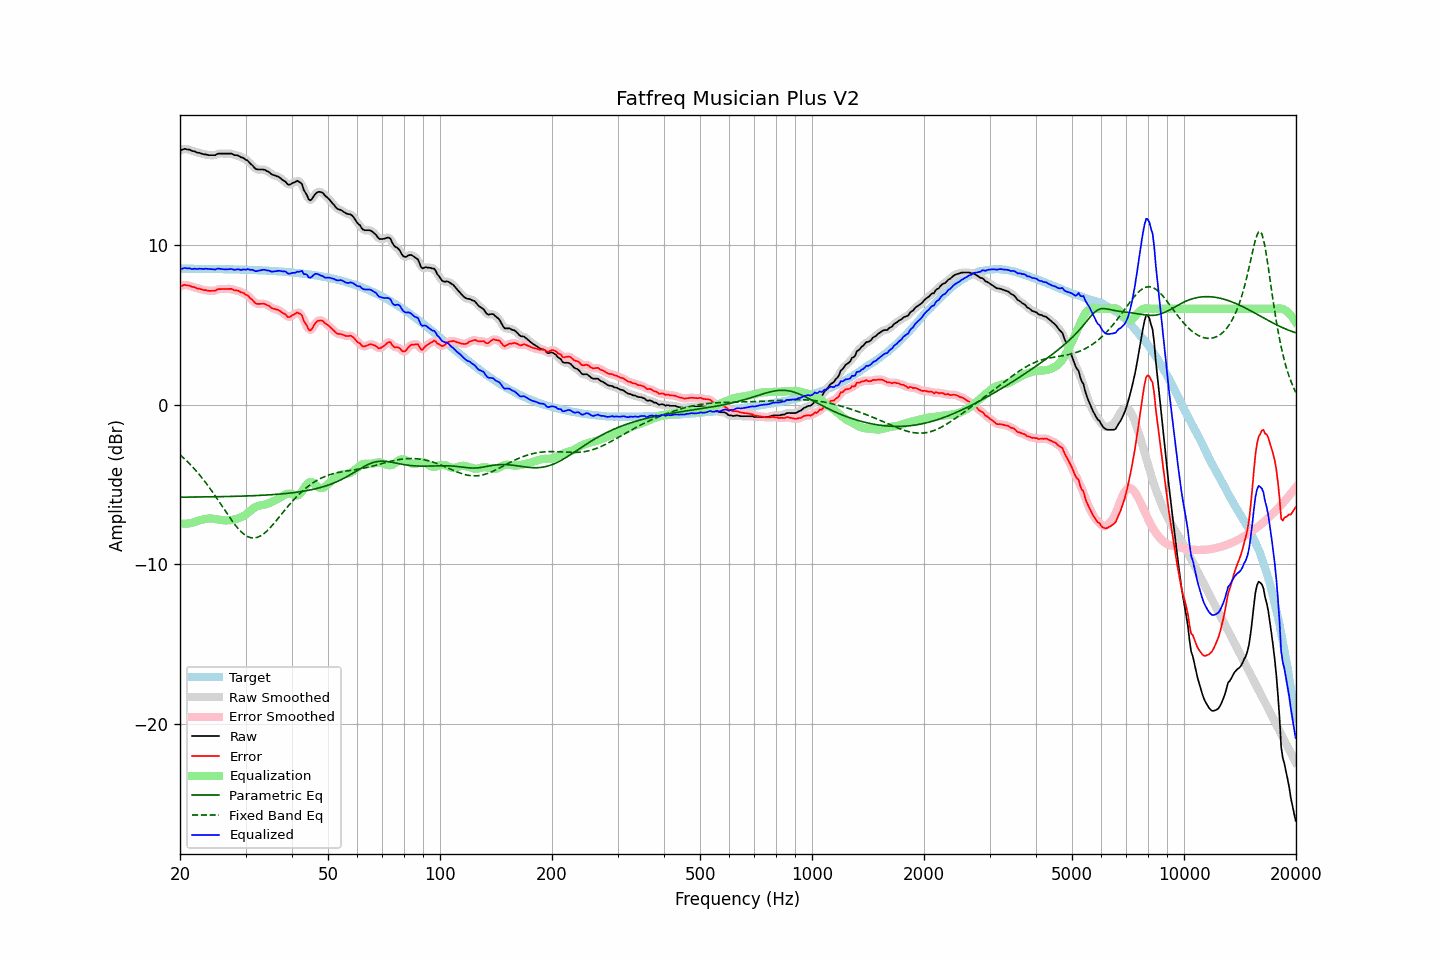 Fatfreq Musician Plus V2
Amplitude (dBr)
10
0
−10
−20
Target
Raw Smoothed
Error Smoothed
Raw
Error
Equalization
Parametric Eq
Fixed Band Eq
Equalized
20 50 100 200 500 1000 2000 5000 10000 20000
Frequency (Hz)